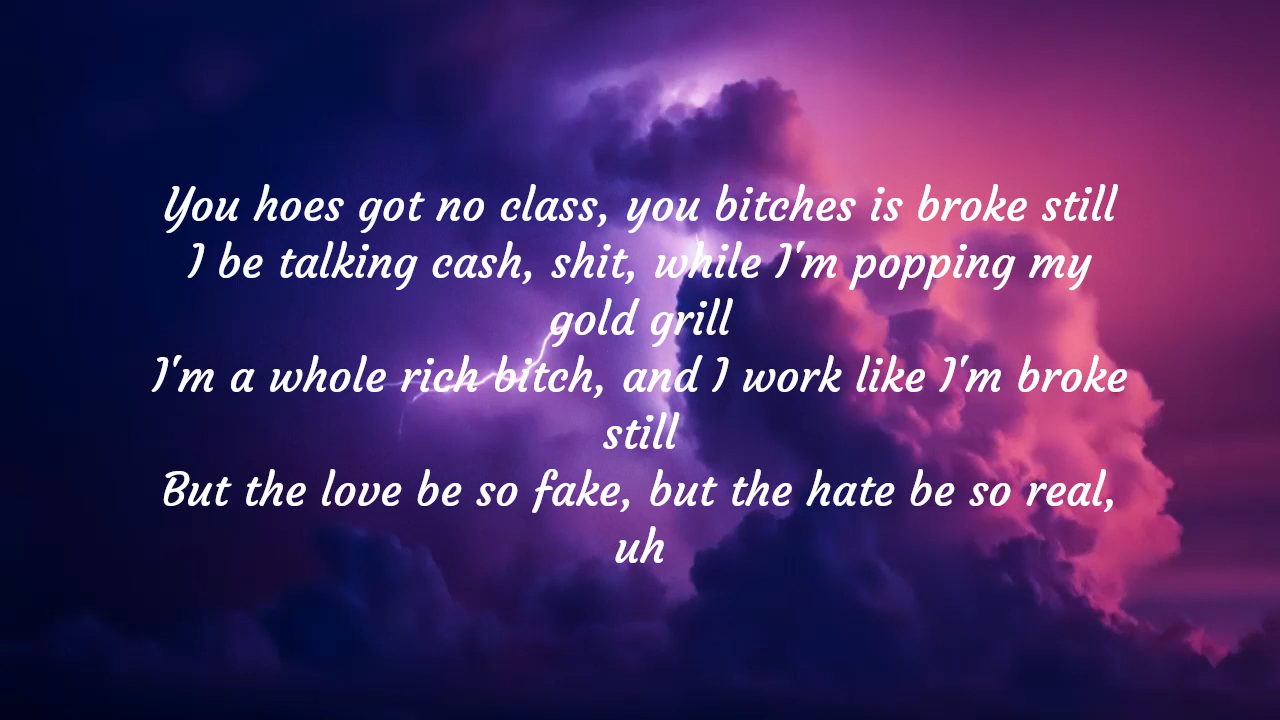 You hoes got no class, you bitches is broke still
I be talking cash, shit, while I'm popping my
gold grill
I'm a whole rich bitch, and I work like I'm broke
still
But the love be so fake, but the hate be so real,
uh